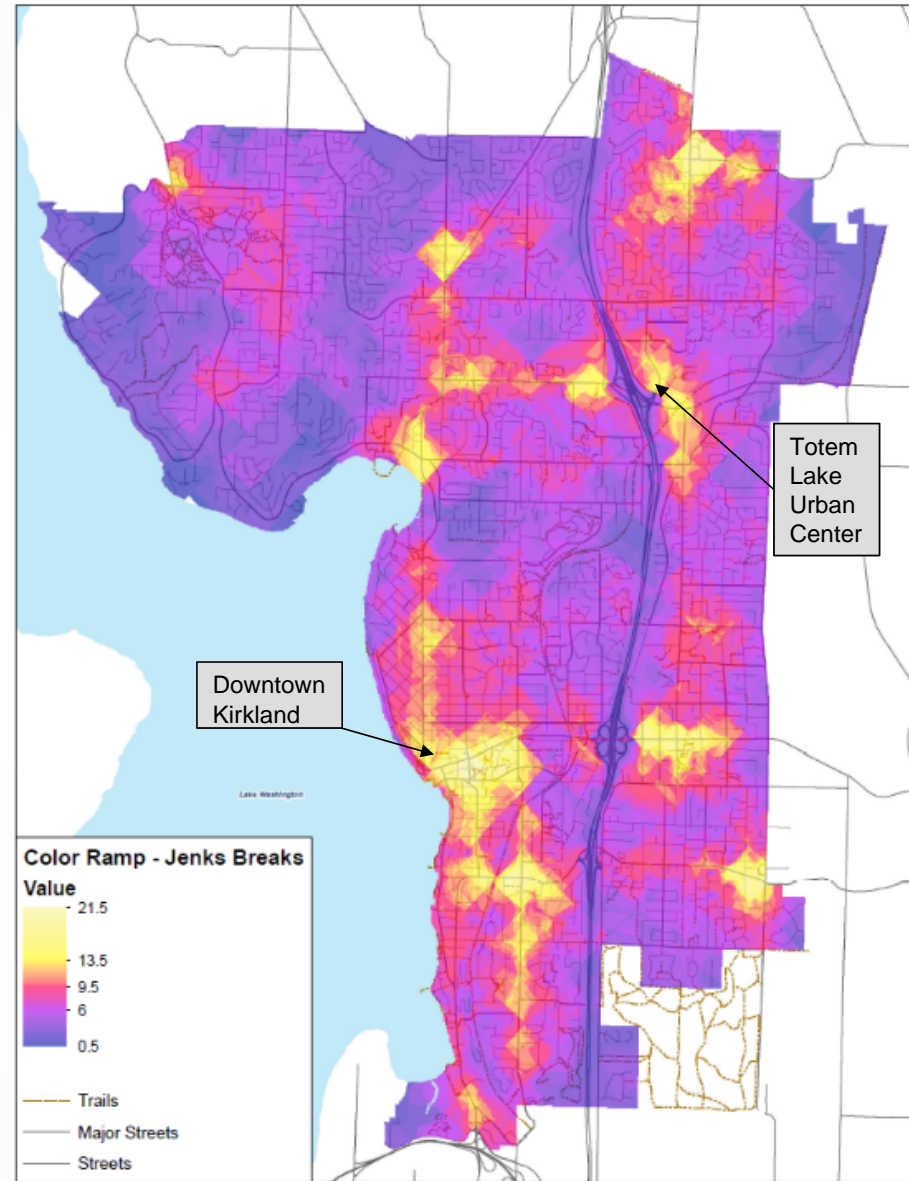 Totem
Lake
Urban
Center
Downtown
Kirkland
Lake Washington
Color Ramp - Jenks Breaks
Value
21.5
13.5
9.5
6
0.5
Trails
Major Streets
Streets